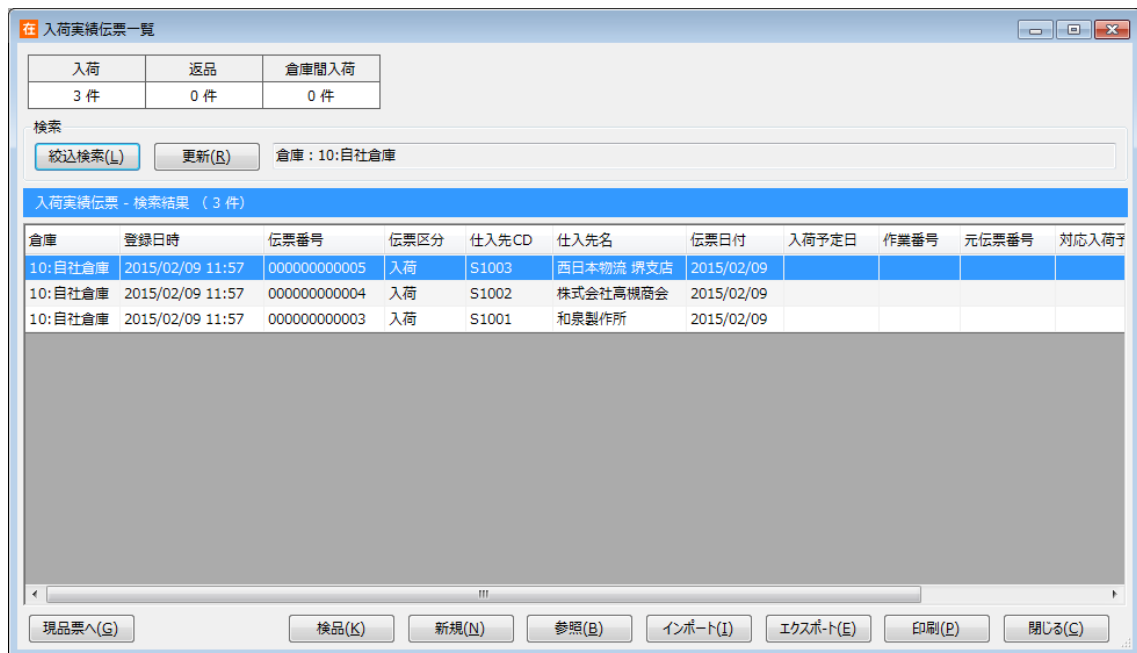 在 入荷実績伝票一覧
入荷 返品 倉庫間入荷
3 件 0 件 0 件
検索
絞込検索(L) 更新(R) 倉庫 : 10:自社倉庫
入荷実績伝票 - 検索結果 （ 3 件）
倉庫 登録日時 伝票番号 伝票区分 仕入先CD 仕入先名 伝票日付 入荷予定日 作業番号 元伝票番号 対応入荷予
10:自社倉庫 2015/02/09 11:57 000000000005 入荷 S1003 西日本物流 堺支店 2015/02/09
10:自社倉庫 2015/02/09 11:57 000000000004 入荷 S1002 株式会社高槻商会 2015/02/09
10:自社倉庫 2015/02/09 11:57 000000000003 入荷 S1001 和泉製作所 2015/02/09
現品票へ(G) 検品(K) 新規(N) 参照(B) インポート(I) エクスポート(E) 印刷(P) 閉じる(C)